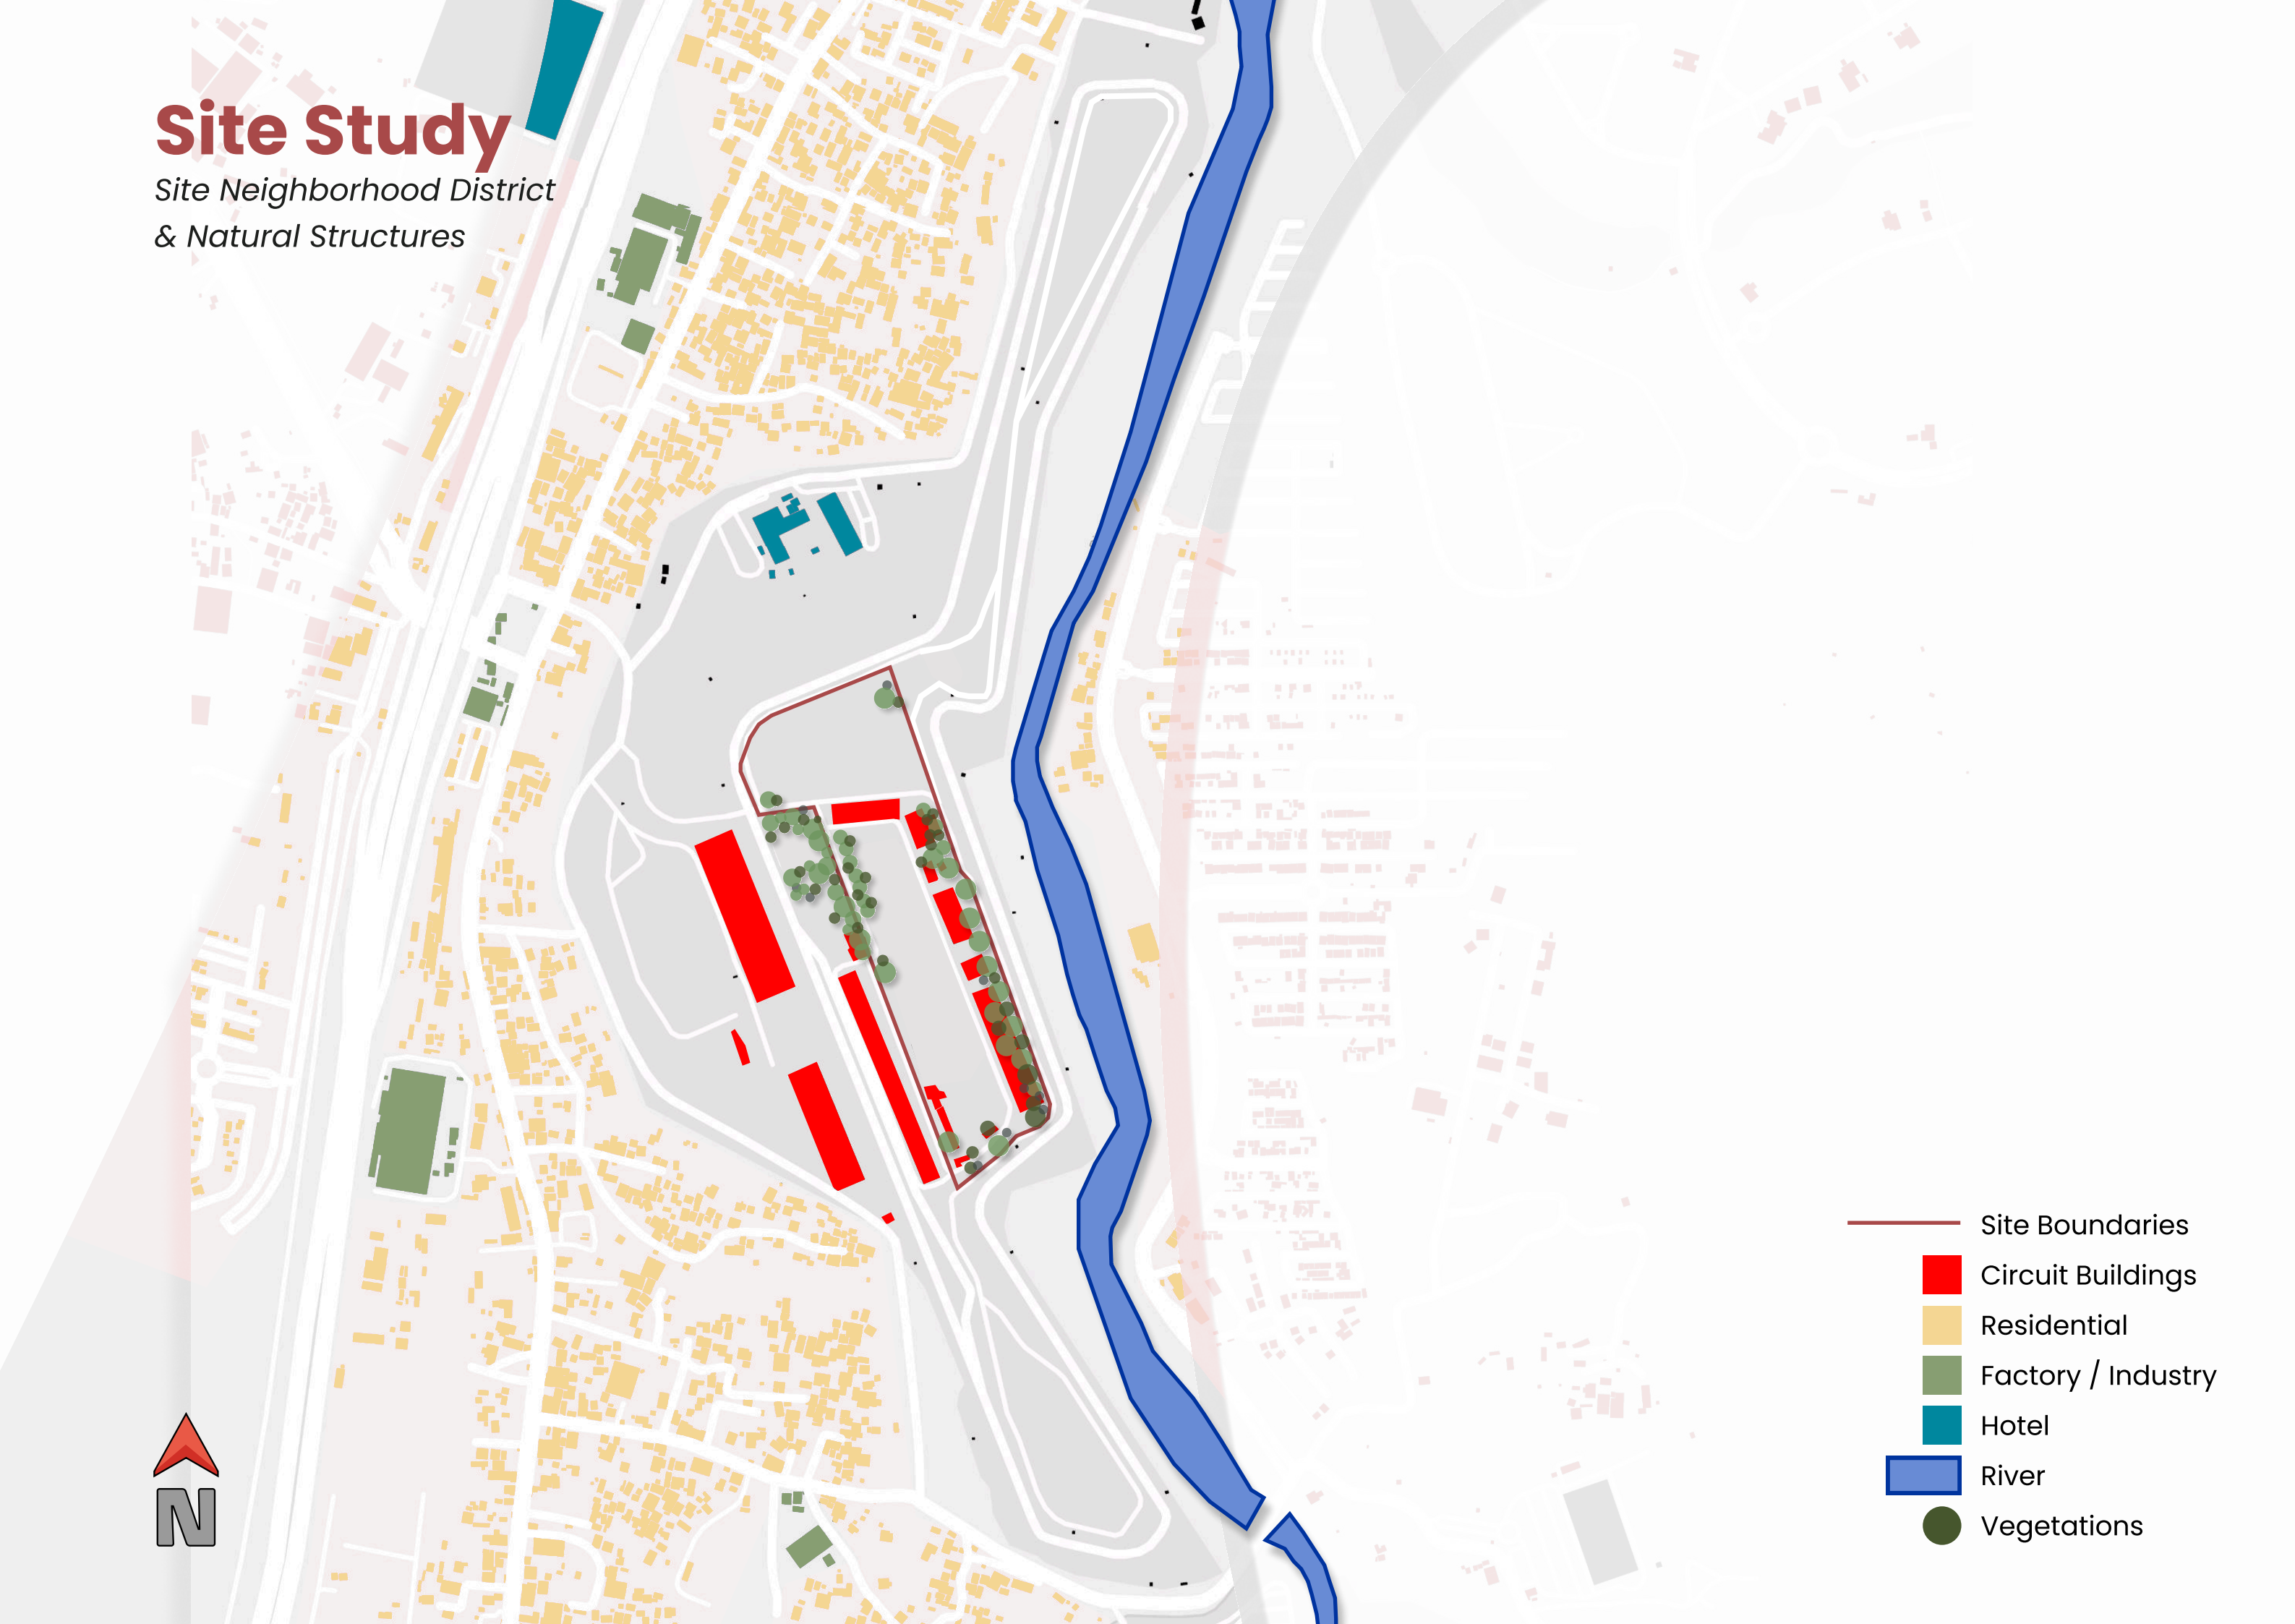 Site Study
Site Neighborhood District
& Natural Structures
Site Boundaries
Circuit Buildings
Residential
Factory / Industry
Hotel
River
Vegetations
N